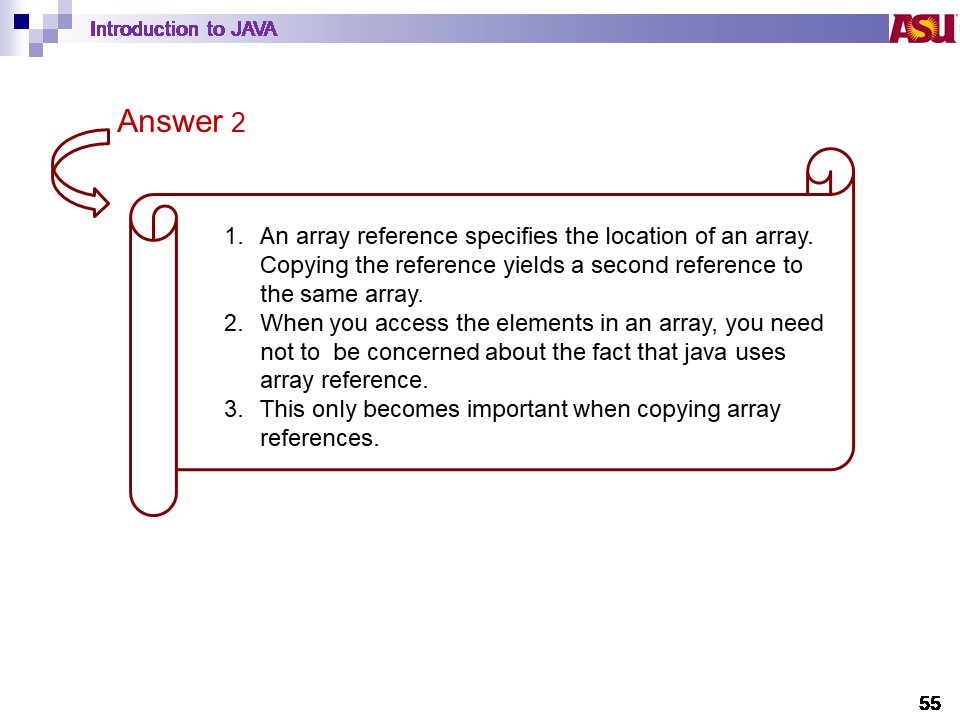 Introduction to JAVA
ASU
Answer 2
1. An array reference specifies the location of an array.
Copying the reference yields a second reference to
the same array.
2. When you access the elements in an array, you need
not to  be concerned about the fact that java uses
array reference.
3. This only becomes important when copying array
references.
55